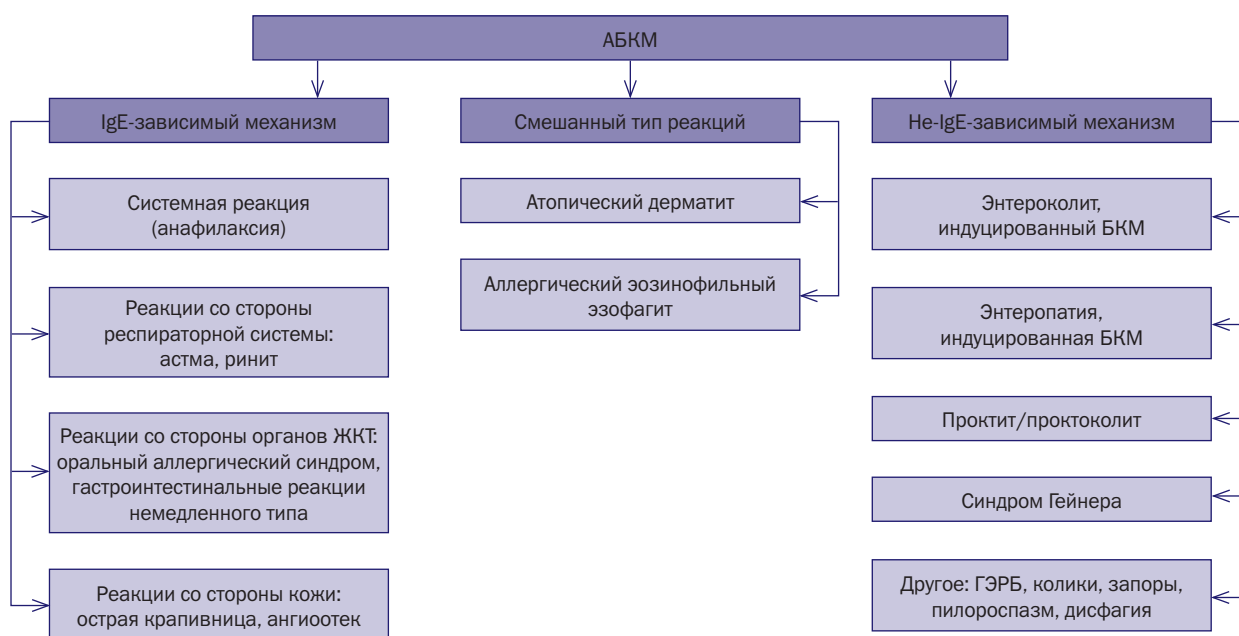 АБКМ
IgE-зависимый механизм
Системная реакция
(анафилаксия)
Реакции со стороны
респираторной системы:
астма, ринит
Реакции со стороны органов ЖКТ:
оральный аллергический синдром,
гастроинтестинальные реакции
немедленного типа
Реакции со стороны кожи:
острая крапивница, ангиоотек
Смешанный тип реакций
Атопический дерматит
Аллергический эозинофильный
эзофагит
Не-IgE-зависимый механизм
Энтероколит,
индуцированный БКМ
Энтеропатия,
индуцированная БКМ
Проктит/проктоколит
Синдром Гейнера
Другое: ГЭРБ, колики, запоры,
пилороспазм, дисфагия